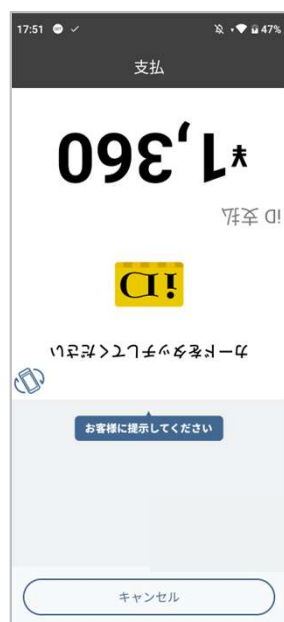 17:51
47%
支払
iD 支払
*1,360
iD
カードをタッチしてください
お客様に提示してください
キャンセル